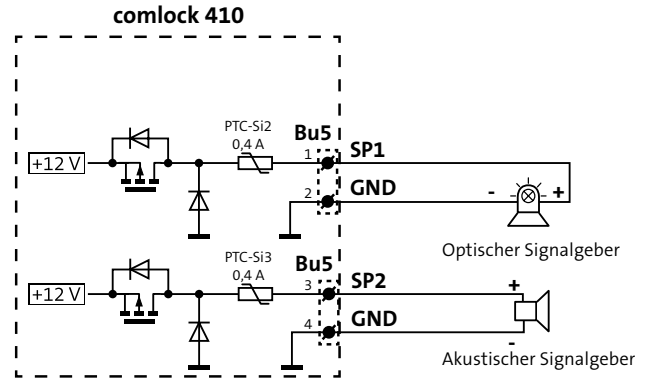 comlock 410
PTC-Si2
0,4 A
Bu5
+12 V
1
SP1
2
GND
-
+
Optischer Signalgeber
PTC-Si3
0,4 A
Bu5
+12 V
3
SP2
+
4
GND
-
Akustischer Signalgeber